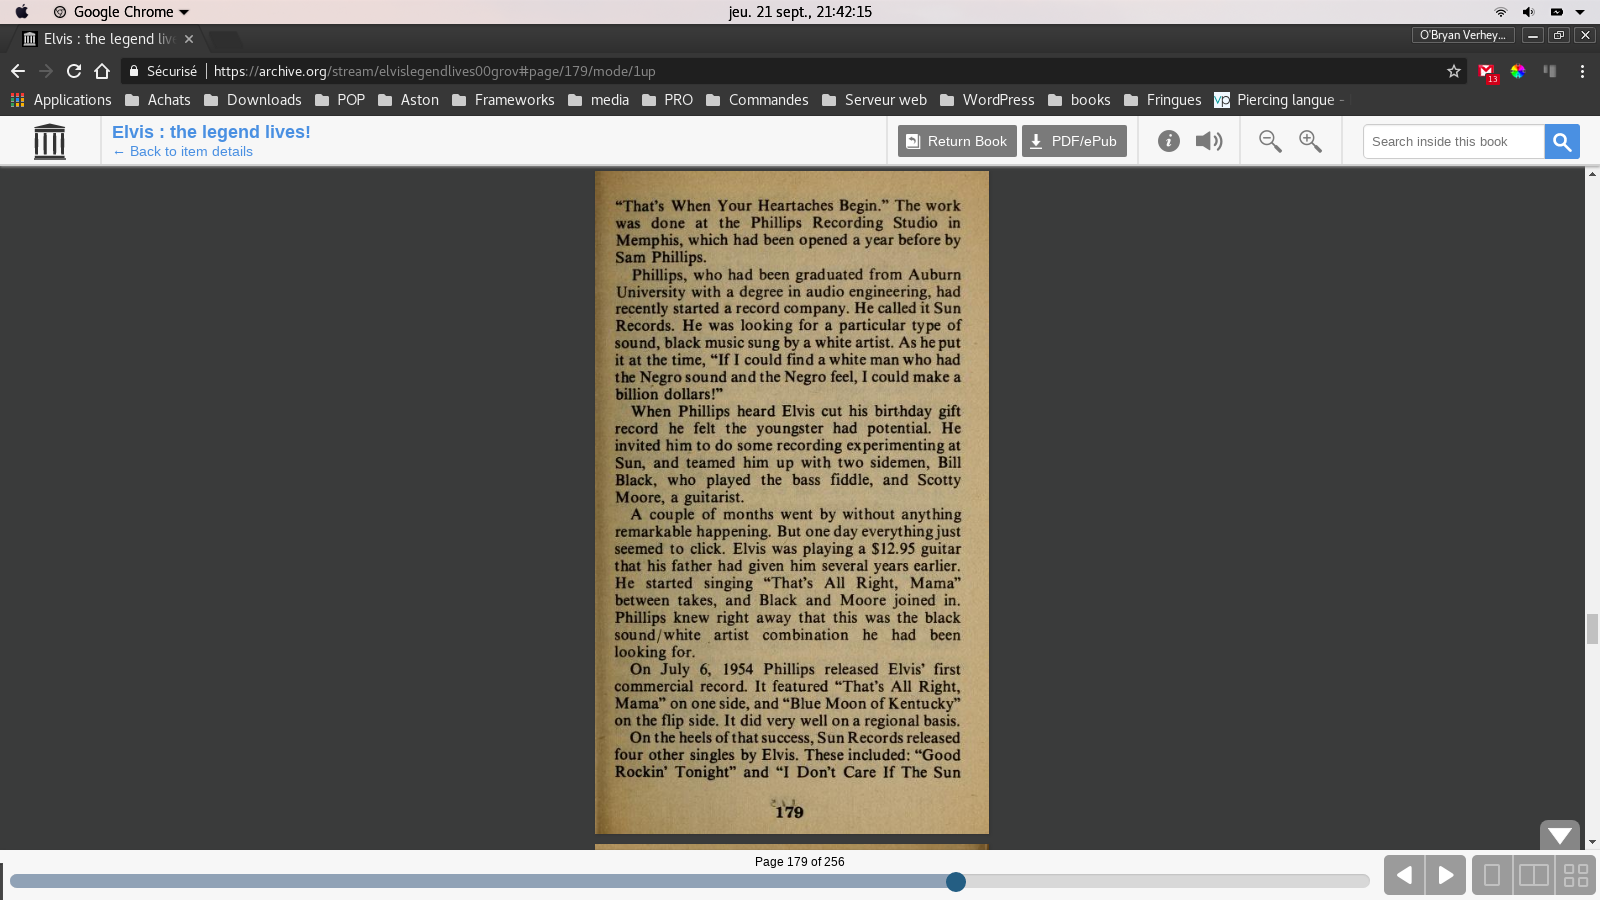 Google Chrome
jeu. 21 sept., 21:42:15
Elvis : the legend live
O'Bryan Verhey...
Sécurisé
https://archive.org/stream/elvislegendlives00grov#page/179/mode/1up
13
Applications Achats Downloads POP Aston Frameworks media PRO Commandes Serveur web WordPress books Fringues vp Piercing langue -
Elvis : the legend lives!
← Back to item details
Return Book
PDF/ePub
Search inside this book
“That’s When Your Heartaches Begin.” The work
was done at the Phillips Recording Studio in
Memphis, which had been opened a year before by
Sam Phillips.
Phillips, who had been graduated from Auburn
University with a degree in audio engineering, had
recently started a record company. He called it Sun
Records. He was looking for a particular type of
sound, black music sung by a white artist. As he put
it at the time, “If I could find a white man who had
the Negro sound and the Negro feel, I could make a
billion dollars!”
When Phillips heard Elvis cut his birthday gift
record he felt the youngster had potential. He
invited him to do some recording experimenting at
Sun, and teamed him up with two sidemen, Bill
Black, who played the bass fiddle, and Scotty
Moore, a guitarist.
A couple of months went by without anything
remarkable happening. But one day everything just
seemed to click. Elvis was playing a $12.95 guitar
that his father had given him several years earlier.
He started singing “That’s All Right, Mama”
between takes, and Black and Moore joined in.
Phillips knew right away that this was the black
sound/white artist combination he had been
looking for.
On July 6, 1954 Phillips released Elvis’ first
commercial record. It featured “That’s All Right,
Mama” on one side, and “Blue Moon of Kentucky”
on the flip side. It did very well on a regional basis.
On the heels of that success, Sun Records released
four other singles by Elvis. These included: “Good
Rockin’ Tonight” and “I Don’t Care If The Sun
179
Page 179 of 256